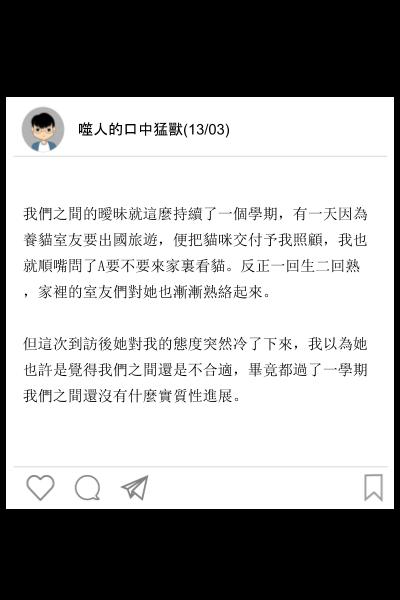 噬人的口中猛獸(13/03)
我們之間的曖昧就這麼持續了一個學期，有一天因為
養貓室友要出國旅遊，便把貓咪交付予我照顧，我也
就順嘴問了A要不要來家裏看貓。反正一回生二回熟
，家裡的室友們對她也漸漸熟絡起來。
但這次到訪後她對我的態度突然冷了下來，我以為她
也許是覺得我們之間還是不合適，畢竟都過了一學期
我們之間還沒有什麼實質性進展。